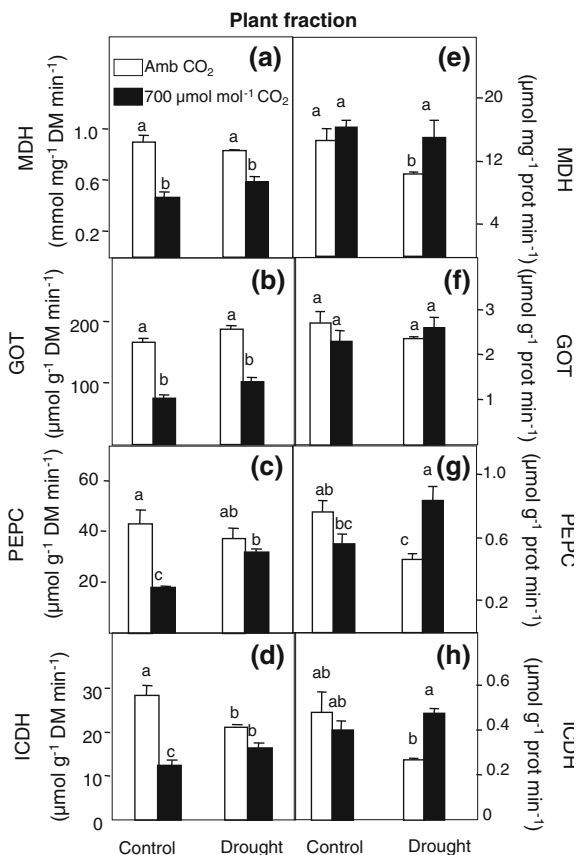 Plant fraction
(a)
Amb CO₂
700 µmol mol⁻¹ CO₂
MDH
(mmol mg⁻¹ DM min⁻¹)
1.0
0.6
0.2
a
b
a
b
(e)
a
a
b
a
20
14
4
MDH
(µmol mg⁻¹ prot min⁻¹)
(b)
GOT
(µmol g⁻¹ DM min⁻¹)
200
100
a
b
a
b
(f)
a
a
a
a
3
2
1
GOT
(µmol g⁻¹ prot min⁻¹)
(c)
PEPC
(µmol g⁻¹ DM min⁻¹)
60
40
20
a
c
ab
b
(g)
ab
bc
c
a
1.0
0.6
0.2
PEPC
(µmol g⁻¹ prot min⁻¹)
(d)
ICDH
(µmol g⁻¹ DM min⁻¹)
30
20
10
0
a
c
b
b
(h)
ab
ab
b
a
0.6
0.4
0.2
0
ICDH
(µmol g⁻¹ prot min⁻¹)
Control Drought Control Drought